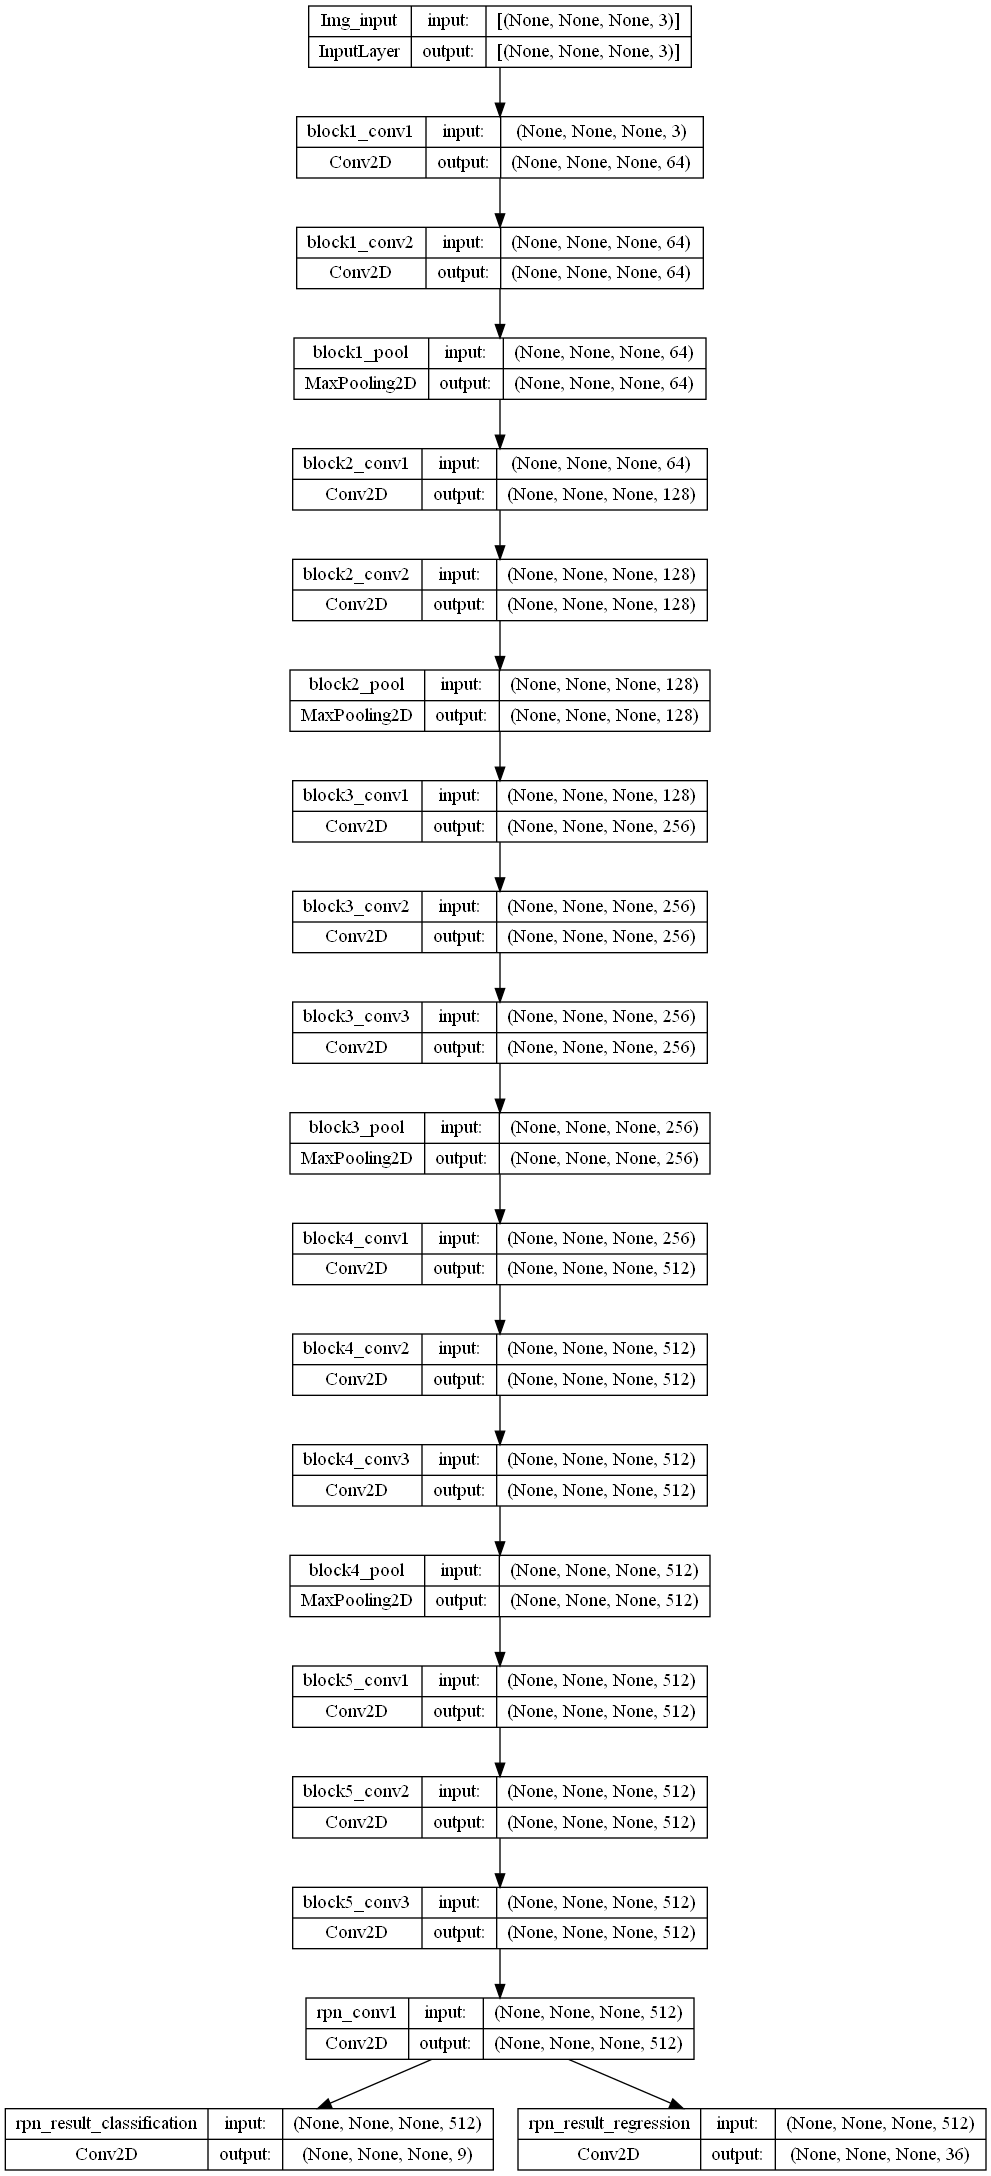 Img_input input: [(None, None, None, 3)]
InputLayer output: [(None, None, None, 3)]
block1_conv1 input: (None, None, None, 3)
Conv2D output: (None, None, None, 64)
block1_conv2 input: (None, None, None, 64)
Conv2D output: (None, None, None, 64)
block1_pool input: (None, None, None, 64)
MaxPooling2D output: (None, None, None, 64)
block2_conv1 input: (None, None, None, 64)
Conv2D output: (None, None, None, 128)
block2_conv2 input: (None, None, None, 128)
Conv2D output: (None, None, None, 128)
block2_pool input: (None, None, None, 128)
MaxPooling2D output: (None, None, None, 128)
block3_conv1 input: (None, None, None, 128)
Conv2D output: (None, None, None, 256)
block3_conv2 input: (None, None, None, 256)
Conv2D output: (None, None, None, 256)
block3_conv3 input: (None, None, None, 256)
Conv2D output: (None, None, None, 256)
block3_pool input: (None, None, None, 256)
MaxPooling2D output: (None, None, None, 256)
block4_conv1 input: (None, None, None, 256)
Conv2D output: (None, None, None, 512)
block4_conv2 input: (None, None, None, 512)
Conv2D output: (None, None, None, 512)
block4_conv3 input: (None, None, None, 512)
Conv2D output: (None, None, None, 512)
block4_pool input: (None, None, None, 512)
MaxPooling2D output: (None, None, None, 512)
block5_conv1 input: (None, None, None, 512)
Conv2D output: (None, None, None, 512)
block5_conv2 input: (None, None, None, 512)
Conv2D output: (None, None, None, 512)
block5_conv3 input: (None, None, None, 512)
Conv2D output: (None, None, None, 512)
rpn_conv1 input: (None, None, None, 512)
Conv2D output: (None, None, None, 512)
rpn_result_classification input: (None, None, None, 512)
Conv2D output: (None, None, None, 9)
rpn_result_regression input: (None, None, None, 512)
Conv2D output: (None, None, None, 36)